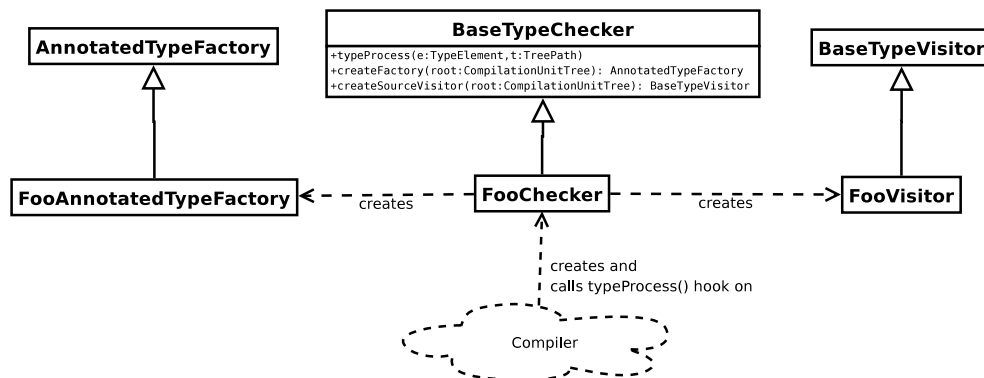 AnnotatedTypeFactory
BaseTypeChecker
+typeProcess(e:TypeElement,t:TreePath)
+createFactory(root:CompilationUnitTree): AnnotatedTypeFactory
+createSourceVisitor(root:CompilationUnitTree): BaseTypeVisitor
BaseTypeVisitor
FooAnnotatedTypeFactory
creates
FooChecker
creates
FooVisitor
creates and
calls typeProcess() hook on
Compiler